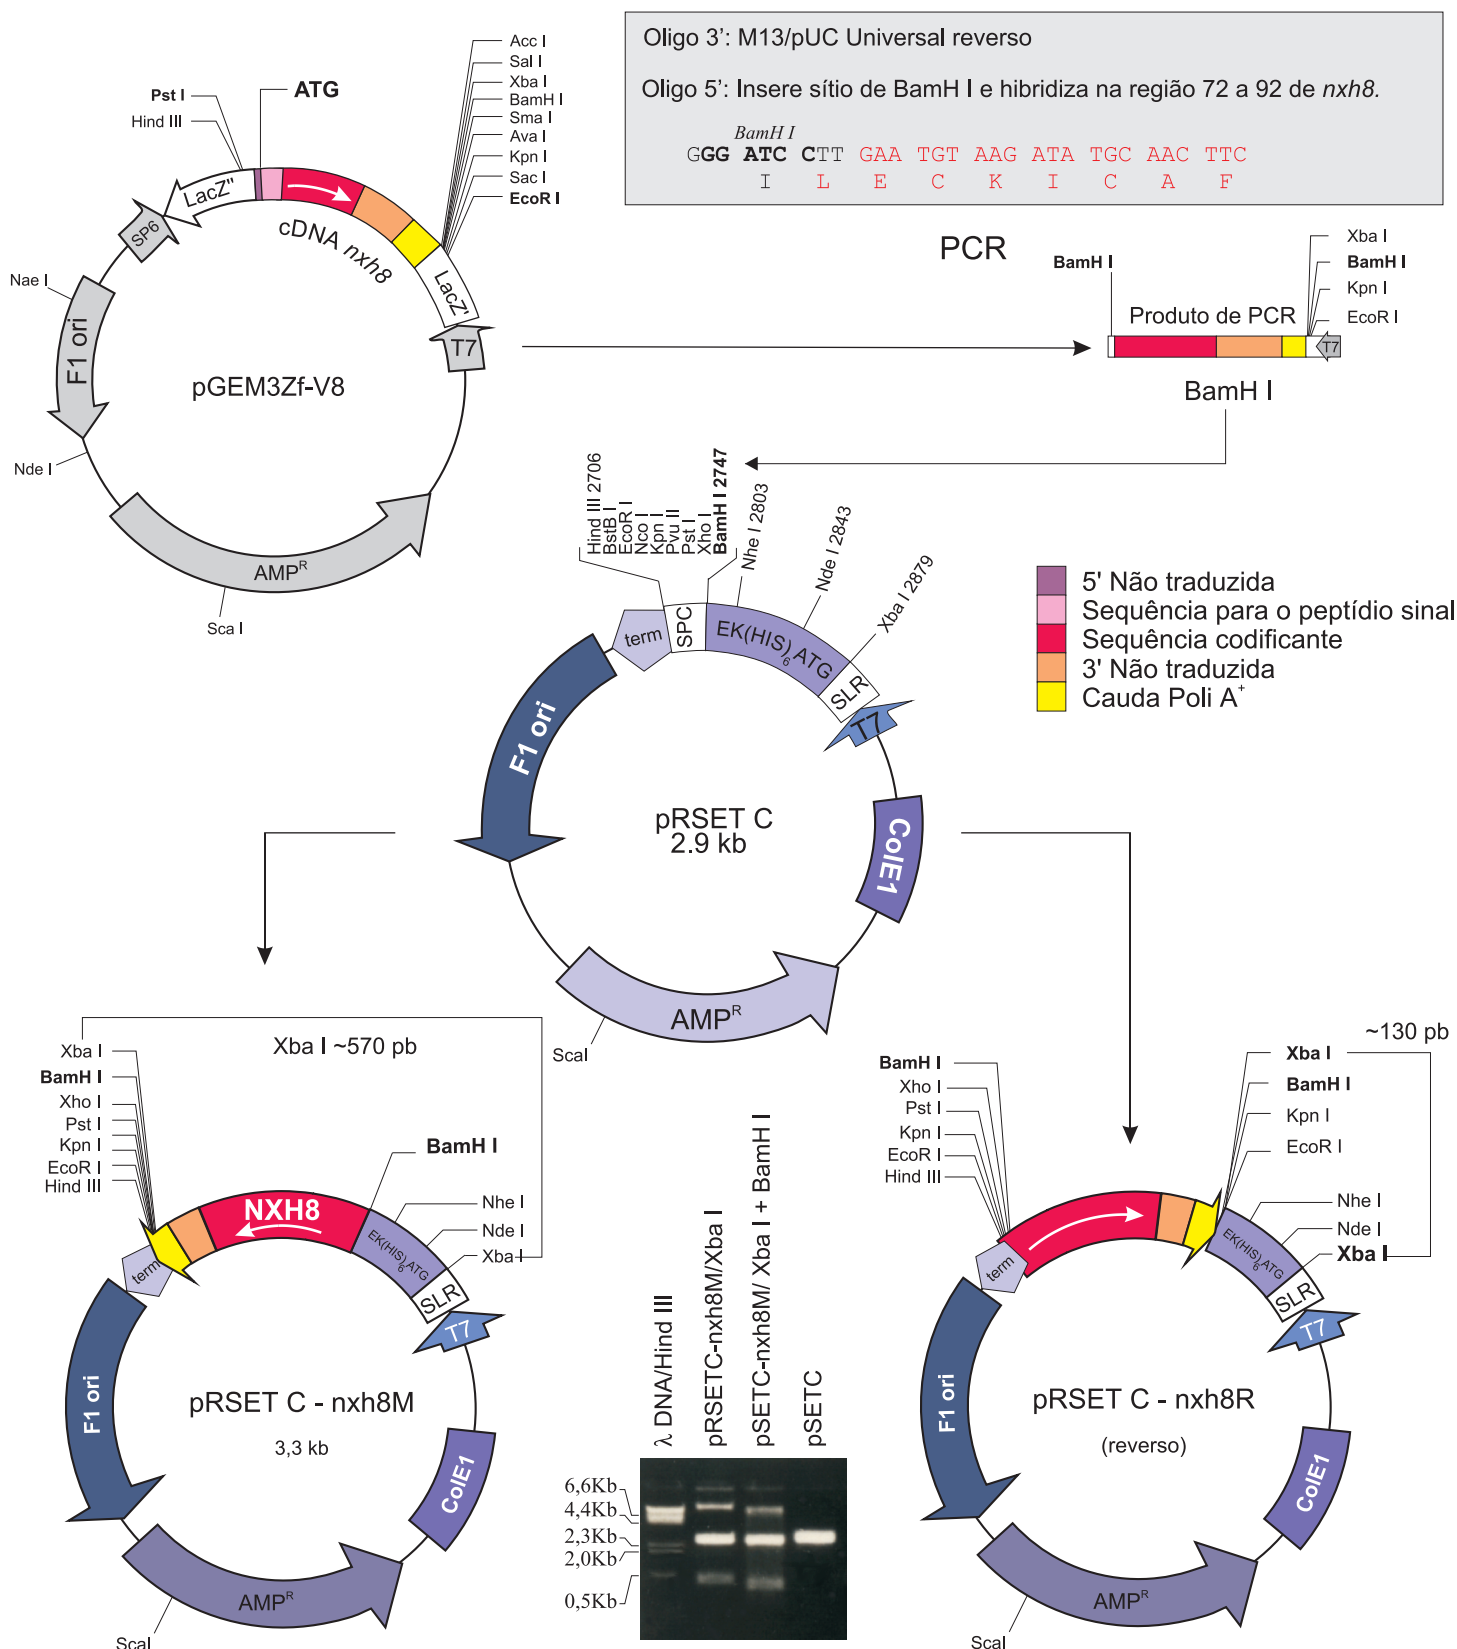 Oligo 3’: M13/pUC Universal reverso
Oligo 5’: Insere sítio de BamH I e hibridiza na região 72 a 92 de nxh8.
BamH I
GGG ATC CTT GAA TGT AAG ATA TGC AAC TTC
I L E C K I C A F
Acc I
Sal I
Xba I
BamH I
Sma I
Ava I
Kpn I
Sac I
EcoR I
ATG
Pst I
Hind III
LacZ"
SP6
cDNA nxh8
LacZ'
T7
Nae I
F1 ori
pGEM3Zf-V8
Nde I
AMPR
Sca I
PCR
BamH I
Xba I
BamH I
Kpn I
EcoR I
Produto de PCR
T7
BamH I
Hind III 2706
BstB I
EcoR I
Nco I
Kpn I
Pvu II
Pst I
Xho I
BamH I 2747
Nhe I 2803
Nde I 2843
Xba I 2879
term
SPC
EK(HIS)6 ATG
SLR
T7
F1 ori
pRSET C
2.9 kb
ColE1
AMPR
ScaI
5' Não traduzida
Sequência para o peptídio sinal
Sequência codificante
3' Não traduzida
Cauda Poli A+
Xba I ~570 pb
Xba I
BamH I
Xho I
Pst I
Kpn I
EcoR I
Hind III
BamH I
NXH8
Nhe I
Nde I
Xba I
term
EK(HIS)6 ATG
SLR
T7
F1 ori
pRSET C - nxh8M
3,3 kb
ColE1
AMPR
ScaI
λ DNA/Hind III
pRSETC-nxh8M/Xba I
pSETC-nxh8M/ Xba I + BamH I
pSETC
6,6Kb
4,4Kb
2,3Kb
2,0Kb
0,5Kb
~130 pb
BamH I
Xho I
Pst I
Kpn I
EcoR I
Hind III
Xba I
BamH I
Kpn I
EcoR I
Nhe I
Nde I
Xba I
term
EK(HIS)6 ATG
SLR
T7
F1 ori
pRSET C - nxh8R
(reverso)
ColE1
AMPR
ScaI